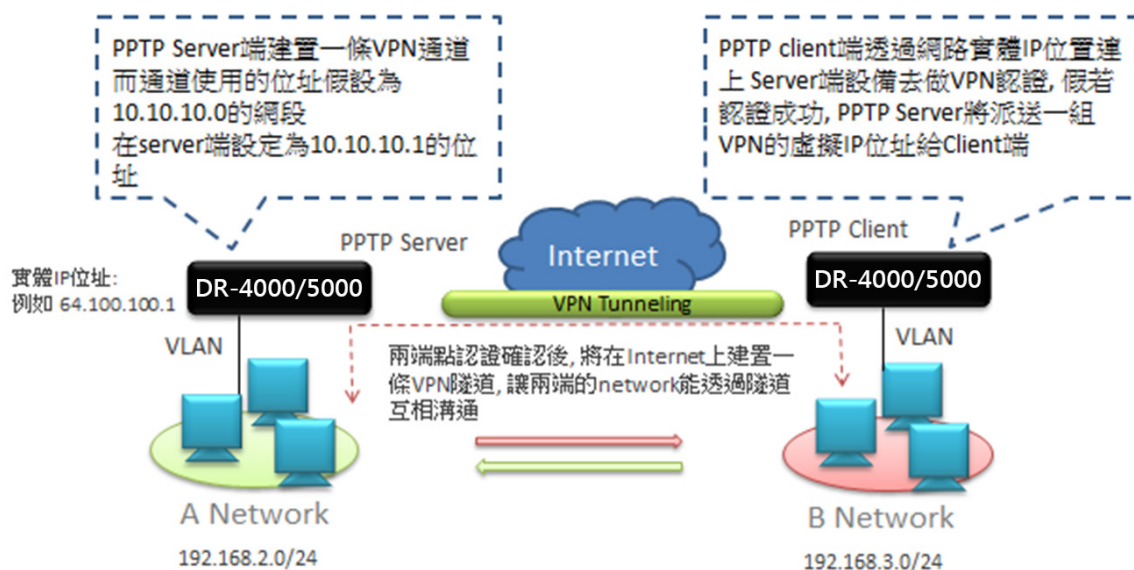 PPTP Server端建置一條VPN通道
而通道使用的位址假設為
10.10.10.0的網段
在server端設定為10.10.10.1的位
址
PPTP client端透過網路實體IP位置連
上 Server端設備去做VPN認證, 假若
認證成功, PPTP Server將派送一組
VPN的虛擬IP位址給Client端
PPTP Server
Internet
PPTP Client
實體IP位址:
例如 64.100.100.1
DR-4000/5000
DR-4000/5000
VPN Tunneling
VLAN
VLAN
兩端點認證確認後, 將在Internet上建置一
條VPN隧道, 讓兩端的network能透過隧道
互相溝通
A Network
192.168.2.0/24
B Network
192.168.3.0/24